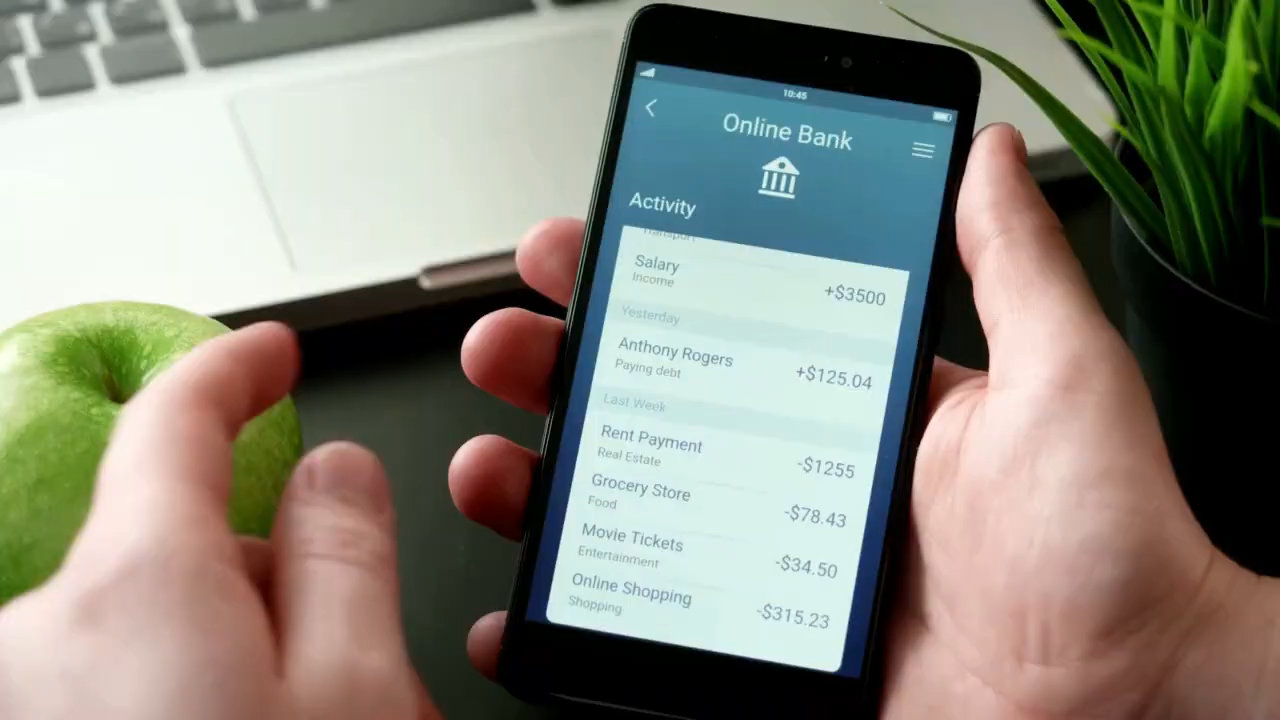 10:45
Online Bank
Activity
Transport
Salary
Income
+$3500
Yesterday
Anthony Rogers
Paying debt
+$125.04
Last Week
Rent Payment
Real Estate
-$1255
Grocery Store
Food
-$78.43
Movie Tickets
Entertainment
-$34.50
Online Shopping
Shopping
-$315.23